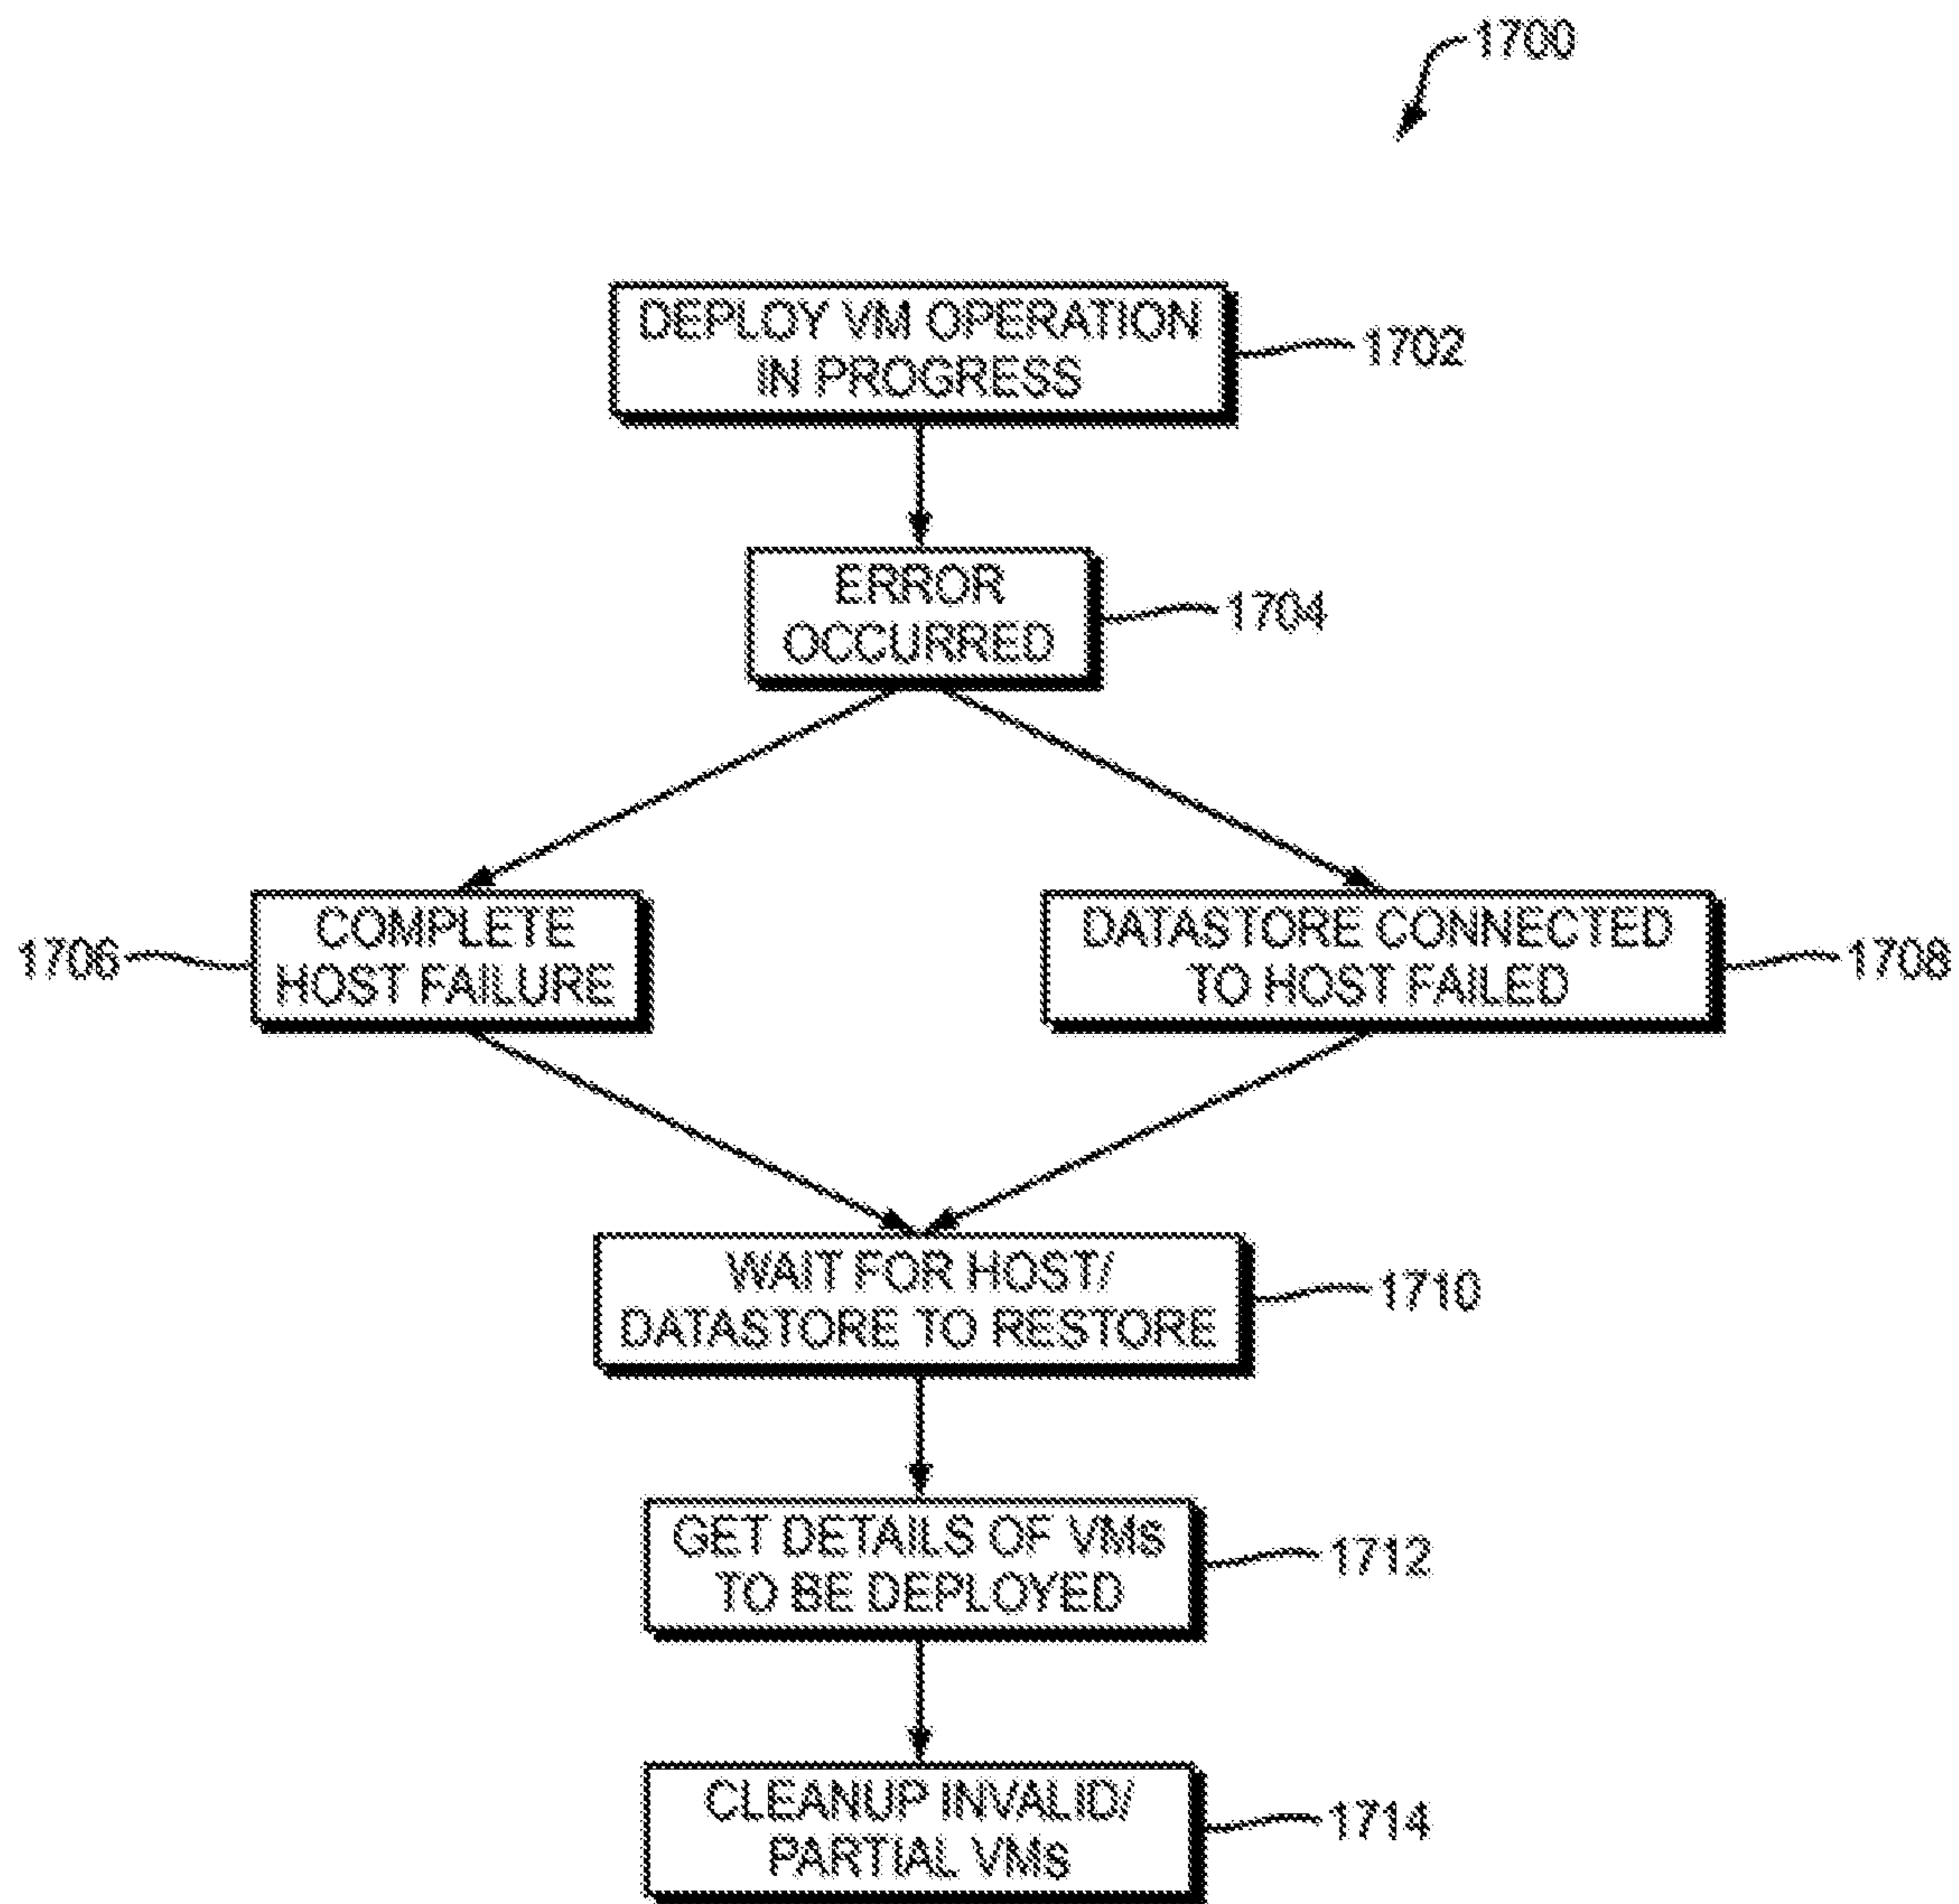 1700
DEPLOY VM OPERATION
IN PROGRESS
1702
ERROR
OCCURRED
1704
COMPLETE
HOST FAILURE
1706
DATASTORE CONNECTED
TO HOST FAILED
1708
WAIT FOR HOST/
DATASTORE TO RESTORE
1710
GET DETAILS OF VMs
TO BE DEPLOYED
1712
CLEANUP INVALID/
PARTIAL VMs
1714